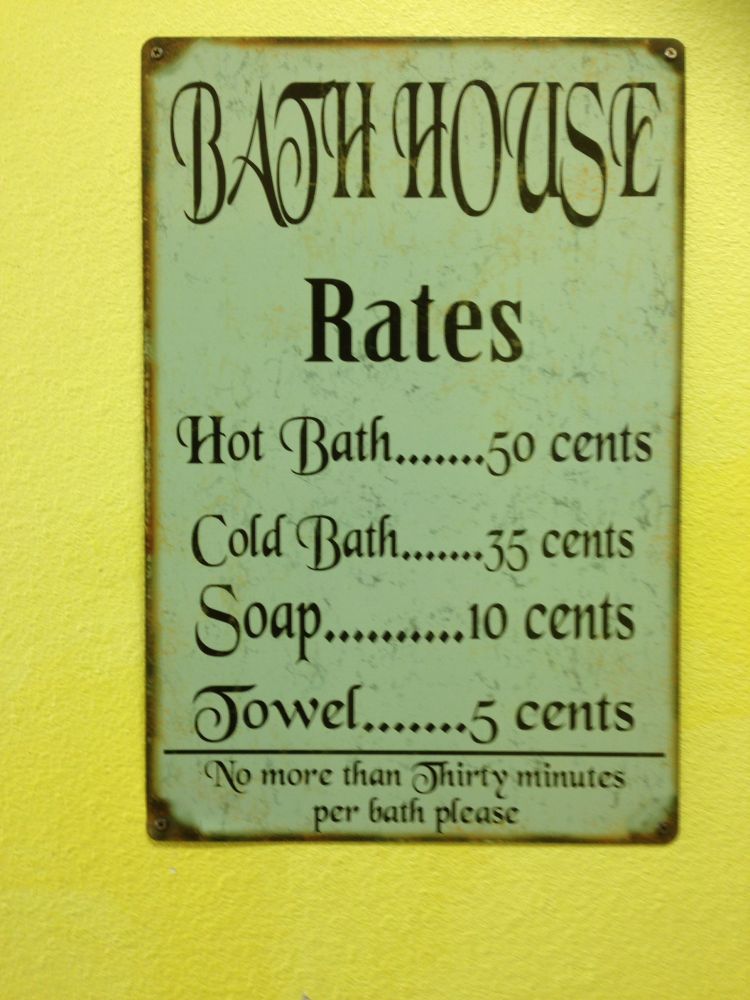 BATH HOUSE
Rates
Hot Bath.......50 cents
Cold Bath.......35 cents
Soap..........10 cents
Towel.......5 cents
No more than Thirty minutes
per bath please